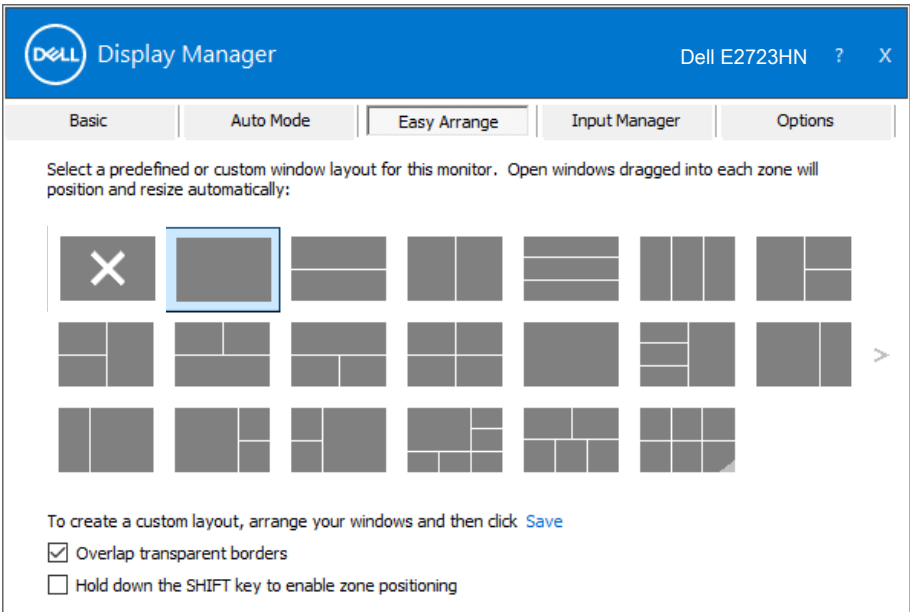 DELL Display Manager Dell E2723HN ? X
Basic Auto Mode Easy Arrange Input Manager Options
Select a predefined or custom window layout for this monitor. Open windows dragged into each zone will
position and resize automatically:
>
To create a custom layout, arrange your windows and then click Save
Overlap transparent borders
Hold down the SHIFT key to enable zone positioning